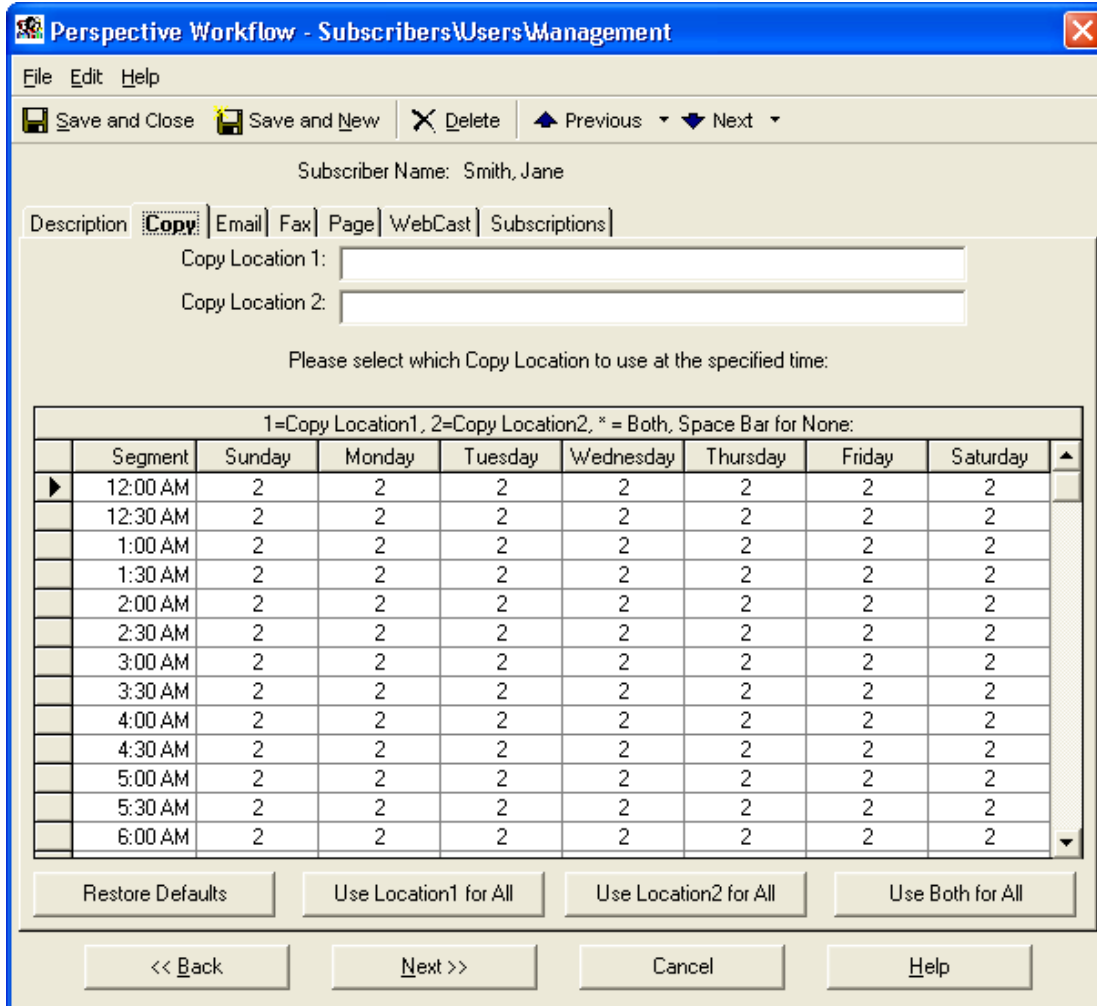 Perspective Workflow - Subscribers\Users\Management
File Edit Help
Save and Close Save and New Delete Previous Next
Subscriber Name: Smith, Jane
Description Copy Email Fax Page WebCast Subscriptions
Copy Location 1:
Copy Location 2:
Please select which Copy Location to use at the specified time:
1=Copy Location1, 2=Copy Location2, * = Both, Space Bar for None:
Segment Sunday Monday Tuesday Wednesday Thursday Friday Saturday
12:00 AM 2 2 2 2 2 2 2
12:30 AM 2 2 2 2 2 2 2
1:00 AM 2 2 2 2 2 2 2
1:30 AM 2 2 2 2 2 2 2
2:00 AM 2 2 2 2 2 2 2
2:30 AM 2 2 2 2 2 2 2
3:00 AM 2 2 2 2 2 2 2
3:30 AM 2 2 2 2 2 2 2
4:00 AM 2 2 2 2 2 2 2
4:30 AM 2 2 2 2 2 2 2
5:00 AM 2 2 2 2 2 2 2
5:30 AM 2 2 2 2 2 2 2
6:00 AM 2 2 2 2 2 2 2
Restore Defaults Use Location1 for All Use Location2 for All Use Both for All
<< Back Next >> Cancel Help